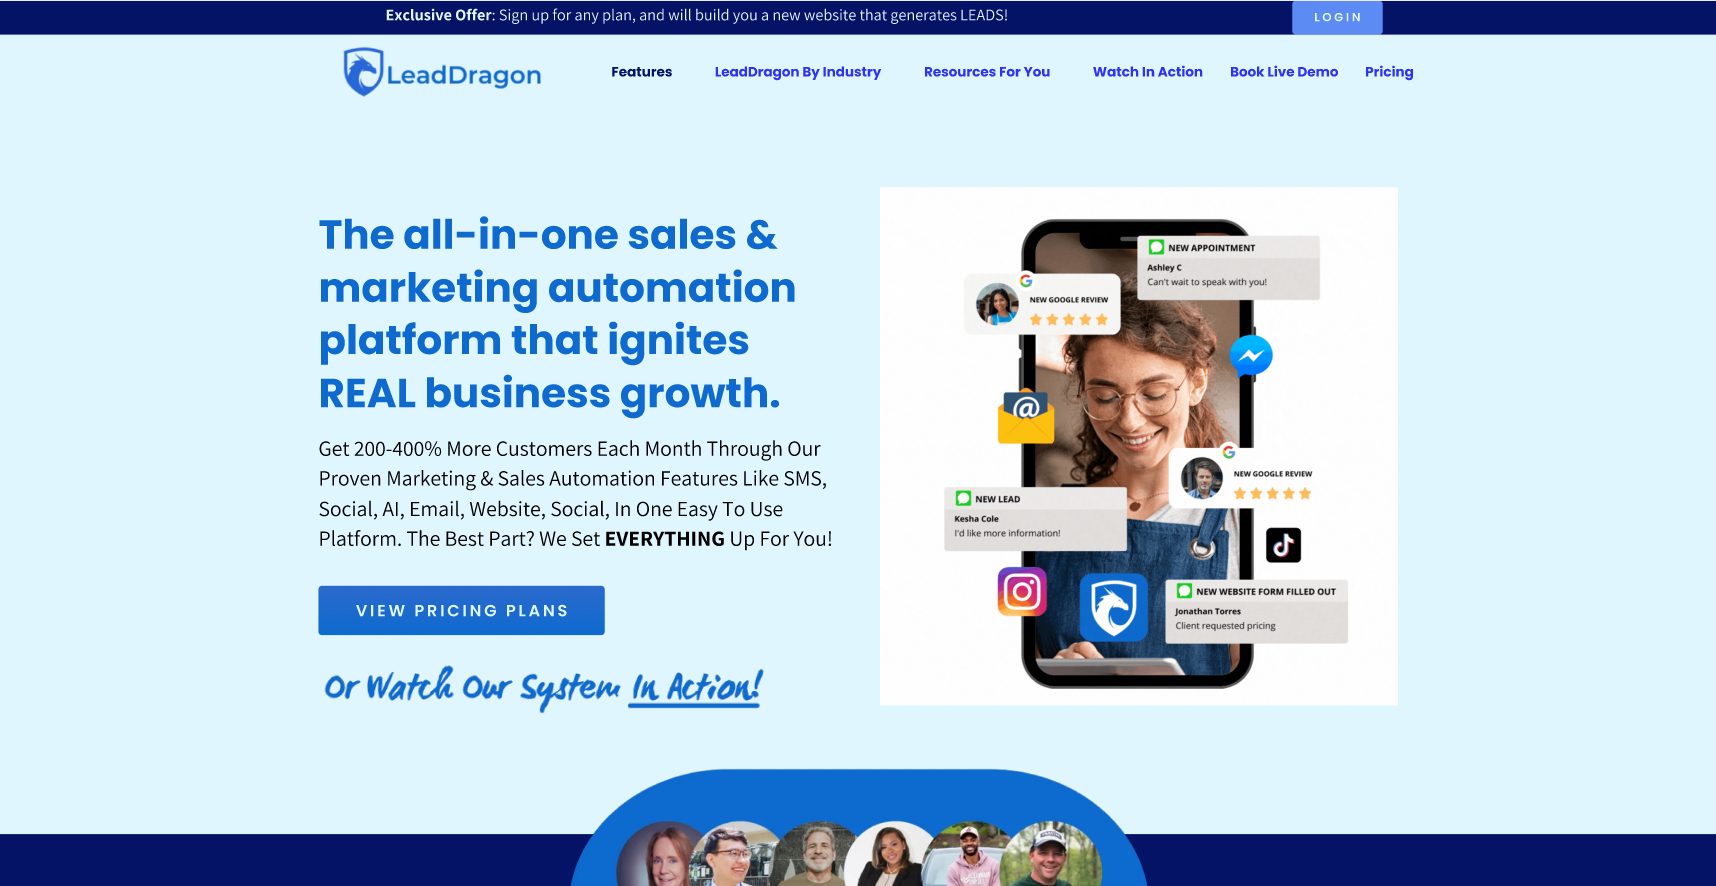 Exclusive Offer: Sign up for any plan, and will build you a new website that generates LEADS!
LOGIN
LeadDragon
Features
LeadDragon By Industry
Resources For You
Watch In Action
Book Live Demo
Pricing
The all-in-one sales &
marketing automation
platform that ignites
REAL business growth.
Get 200-400% More Customers Each Month Through Our
Proven Marketing & Sales Automation Features Like SMS,
Social, AI, Email, Website, Social, In One Easy To Use
Platform. The Best Part? We Set EVERYTHING Up For You!
VIEW PRICING PLANS
Or Watch Our System In Action!
NEW APPOINTMENT
Ashley C
Can't wait to speak with you!
NEW GOOGLE REVIEW
NEW GOOGLE REVIEW
NEW LEAD
Kesha Cole
I'd like more information!
NEW WEBSITE FORM FILLED OUT
Jonathan Torres
Client requested pricing